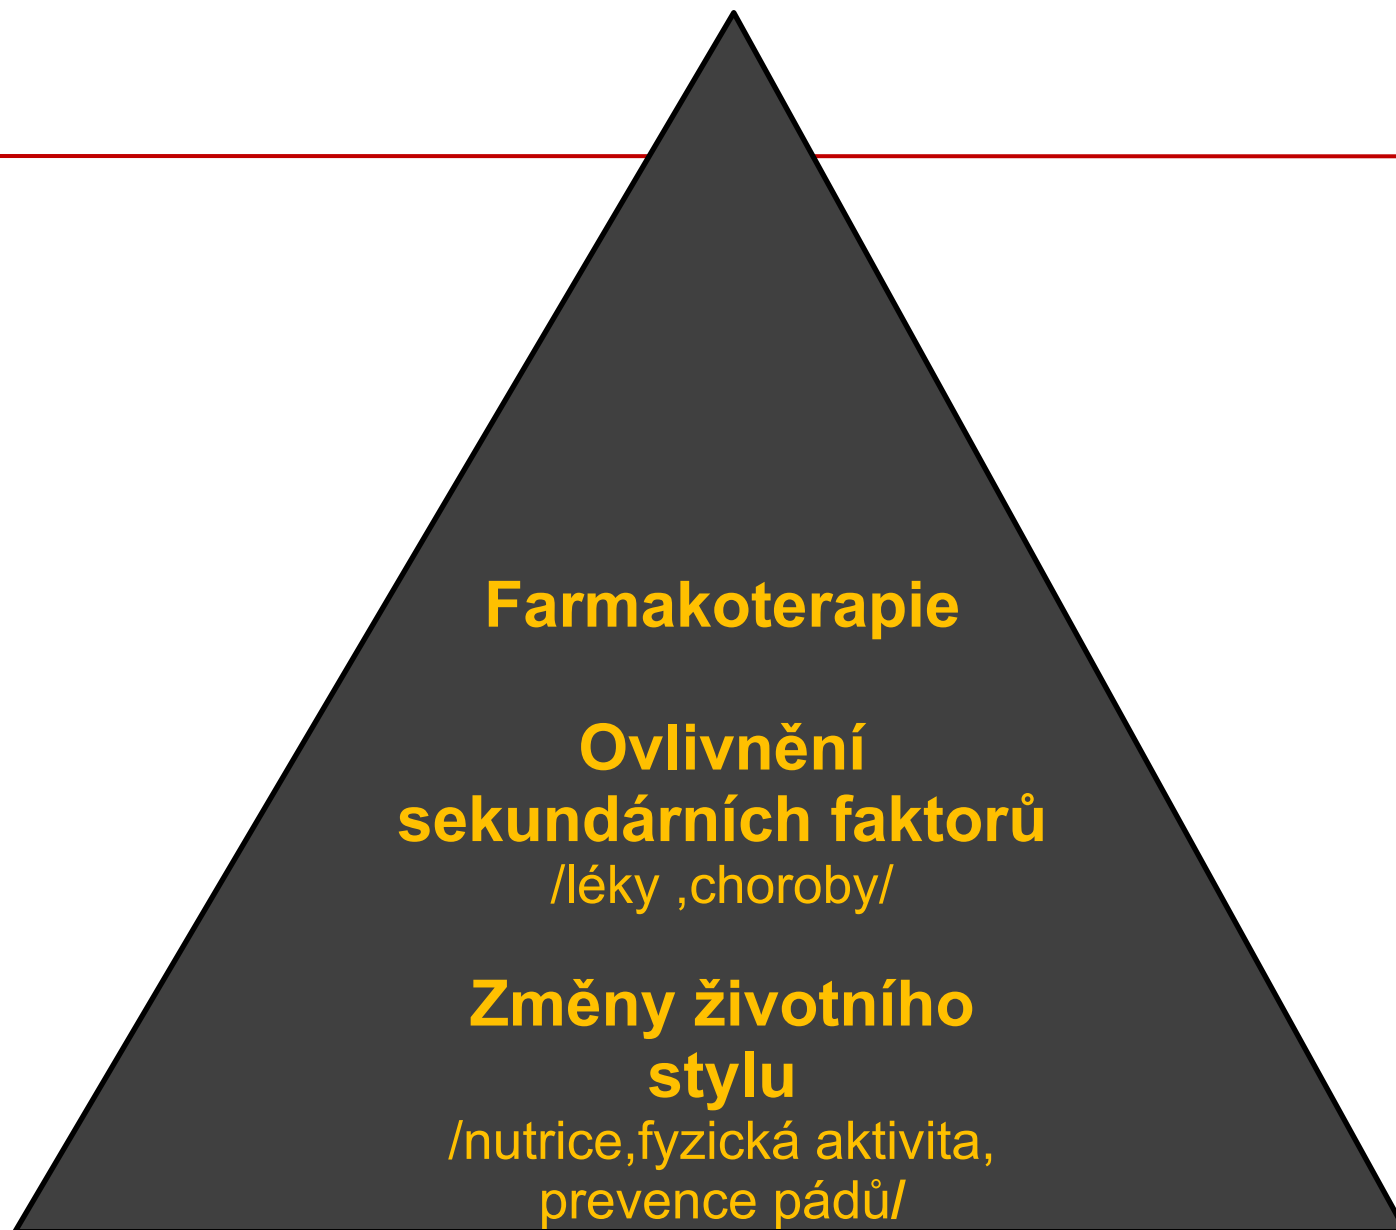 Farmakoterapie
Ovlivnění
sekundárních faktorů
/léky ,choroby/
Změny životního
stylu
/nutrice,fyzická aktivita,
prevence pádů/